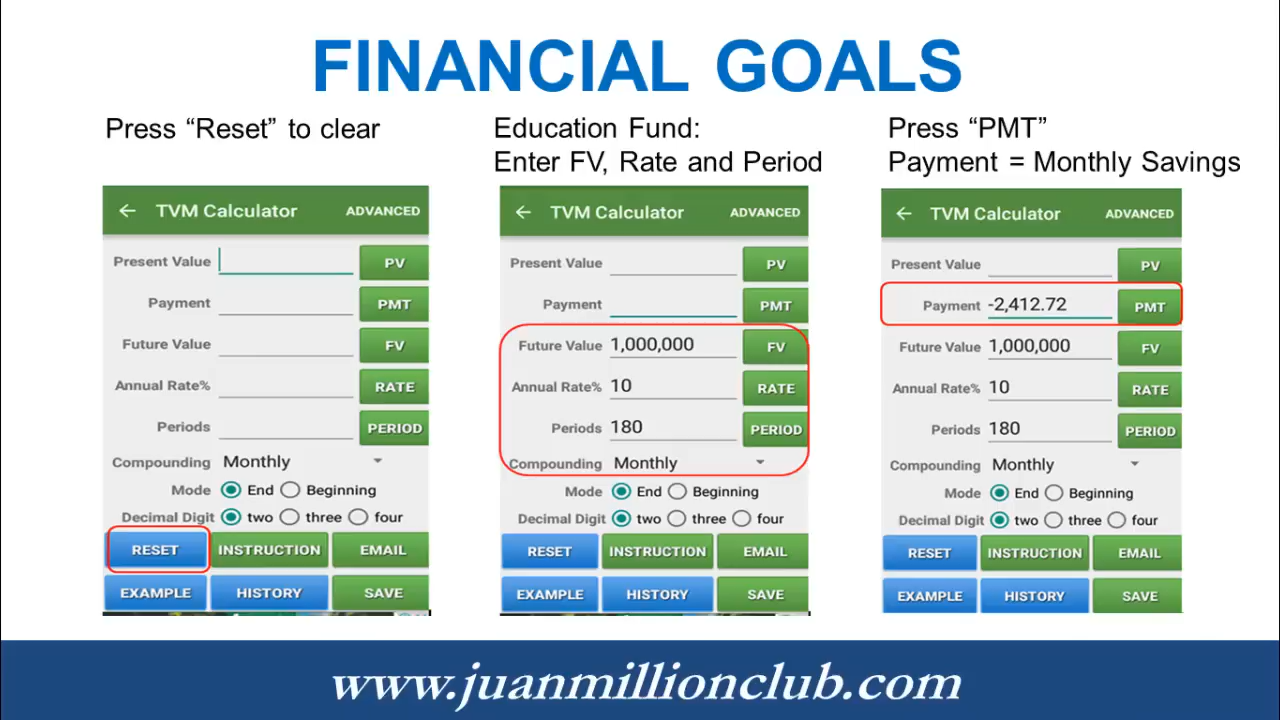 FINANCIAL GOALS
Press “Reset” to clear
TVM Calculator ADVANCED
Present Value PV
Payment PMT
Future Value FV
Annual Rate% RATE
Periods PERIOD
Compounding Monthly
Mode End Beginning
Decimal Digit two three four
RESET INSTRUCTION EMAIL
EXAMPLE HISTORY SAVE
Education Fund:
Enter FV, Rate and Period
TVM Calculator ADVANCED
Present Value PV
Payment PMT
Future Value 1,000,000 FV
Annual Rate% 10 RATE
Periods 180 PERIOD
Compounding Monthly
Mode End Beginning
Decimal Digit two three four
RESET INSTRUCTION EMAIL
EXAMPLE HISTORY SAVE
Press “PMT”
Payment = Monthly Savings
TVM Calculator ADVANCED
Present Value PV
Payment -2,412.72 PMT
Future Value 1,000,000 FV
Annual Rate% 10 RATE
Periods 180 PERIOD
Compounding Monthly
Mode End Beginning
Decimal Digit two three four
RESET INSTRUCTION EMAIL
EXAMPLE HISTORY SAVE
www.juanmillionclub.com